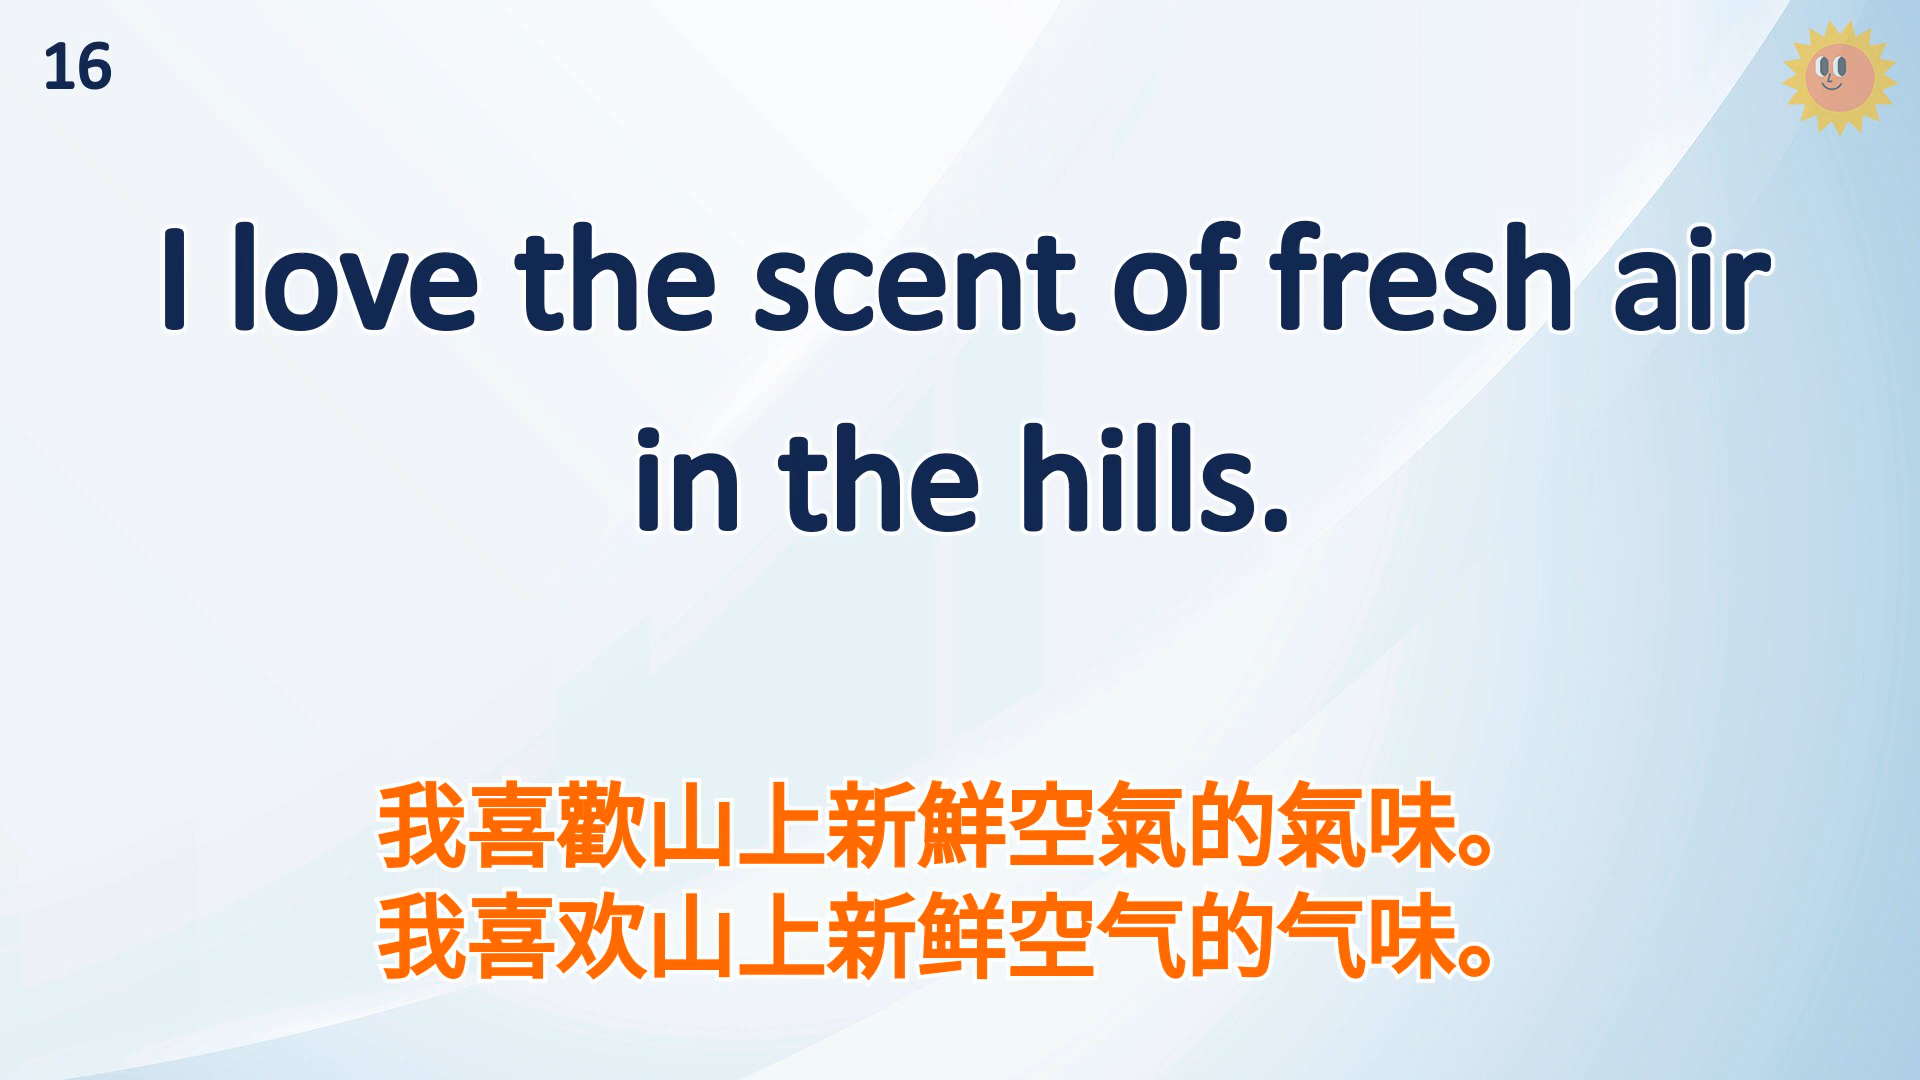 16
I love the scent of fresh air
in the hills.
我喜歡山上新鮮空氣的氣味。
我喜欢山上新鲜空气的气味。